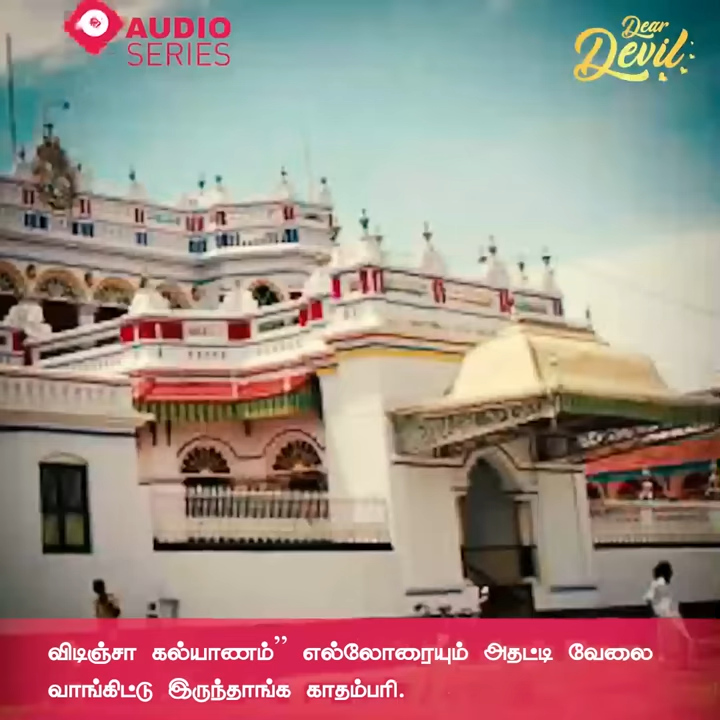 AUDIO
SERIES
Dear
Devil
விடிஞ்சா கல்யாணம்” எல்லோரையும் அதட்டி வேலை
வாங்கிட்டு இருந்தாங்க காதம்பரி.